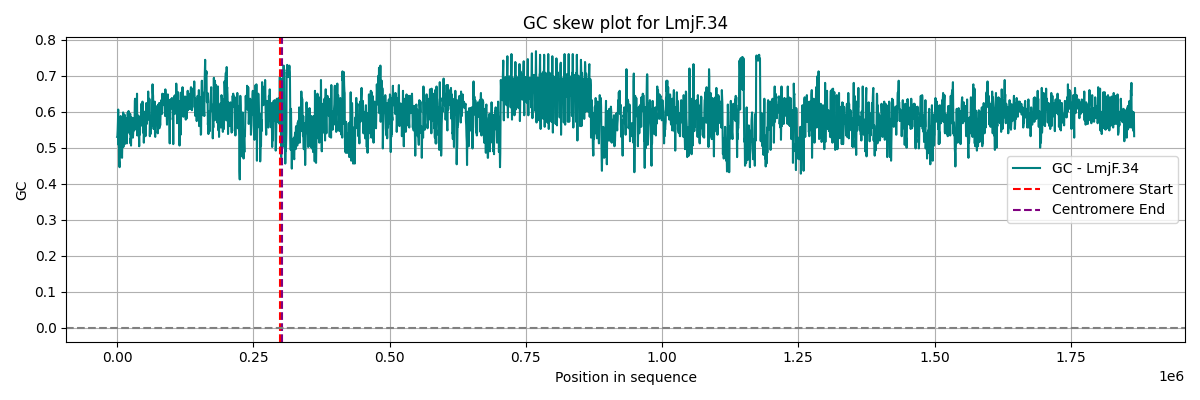 GC skew plot for LmjF.34
0.8
0.7
0.6
0.5
0.4
0.3
0.2
0.1
0.0
GC
GC - LmjF.34
Centromere Start
Centromere End
0.00 0.25 0.50 0.75 1.00 1.25 1.50 1.75
1e6
Position in sequence